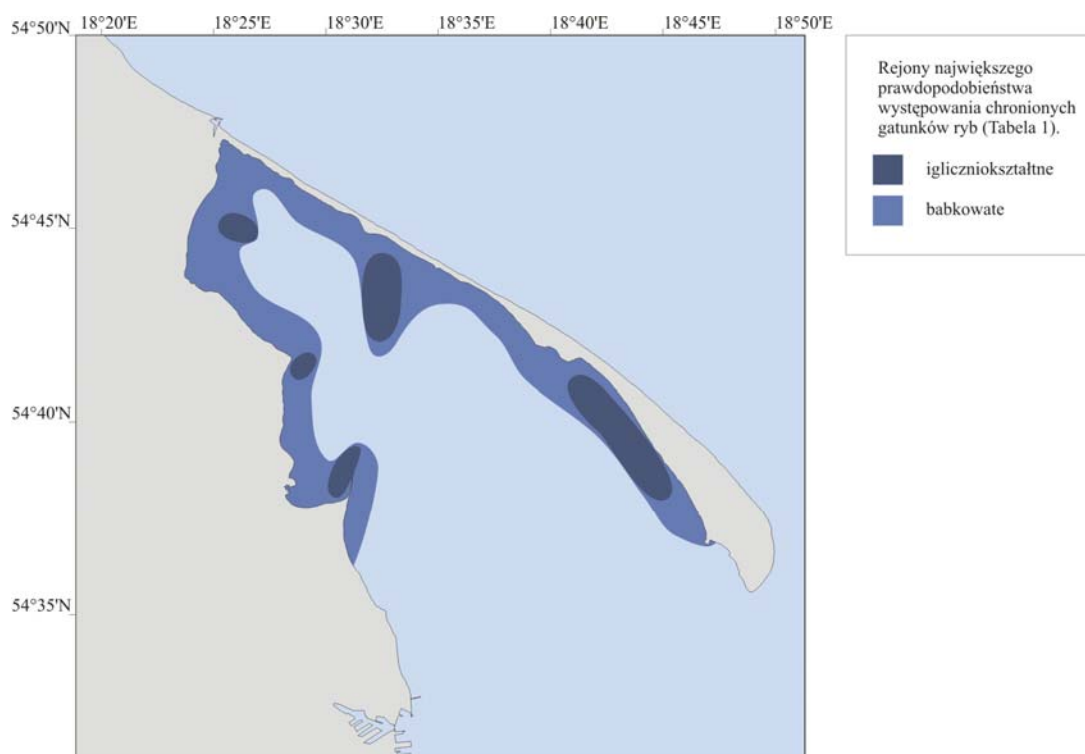 18°20'E 18°25'E 18°30'E 18°35'E 18°40'E 18°45'E 18°50'E
54°50'N
54°45'N
54°40'N
54°35'N
Rejony największego
prawdopodobieństwa
występowania chronionych
gatunków ryb (Tabela 1).
igliczniokształtne
babkowate